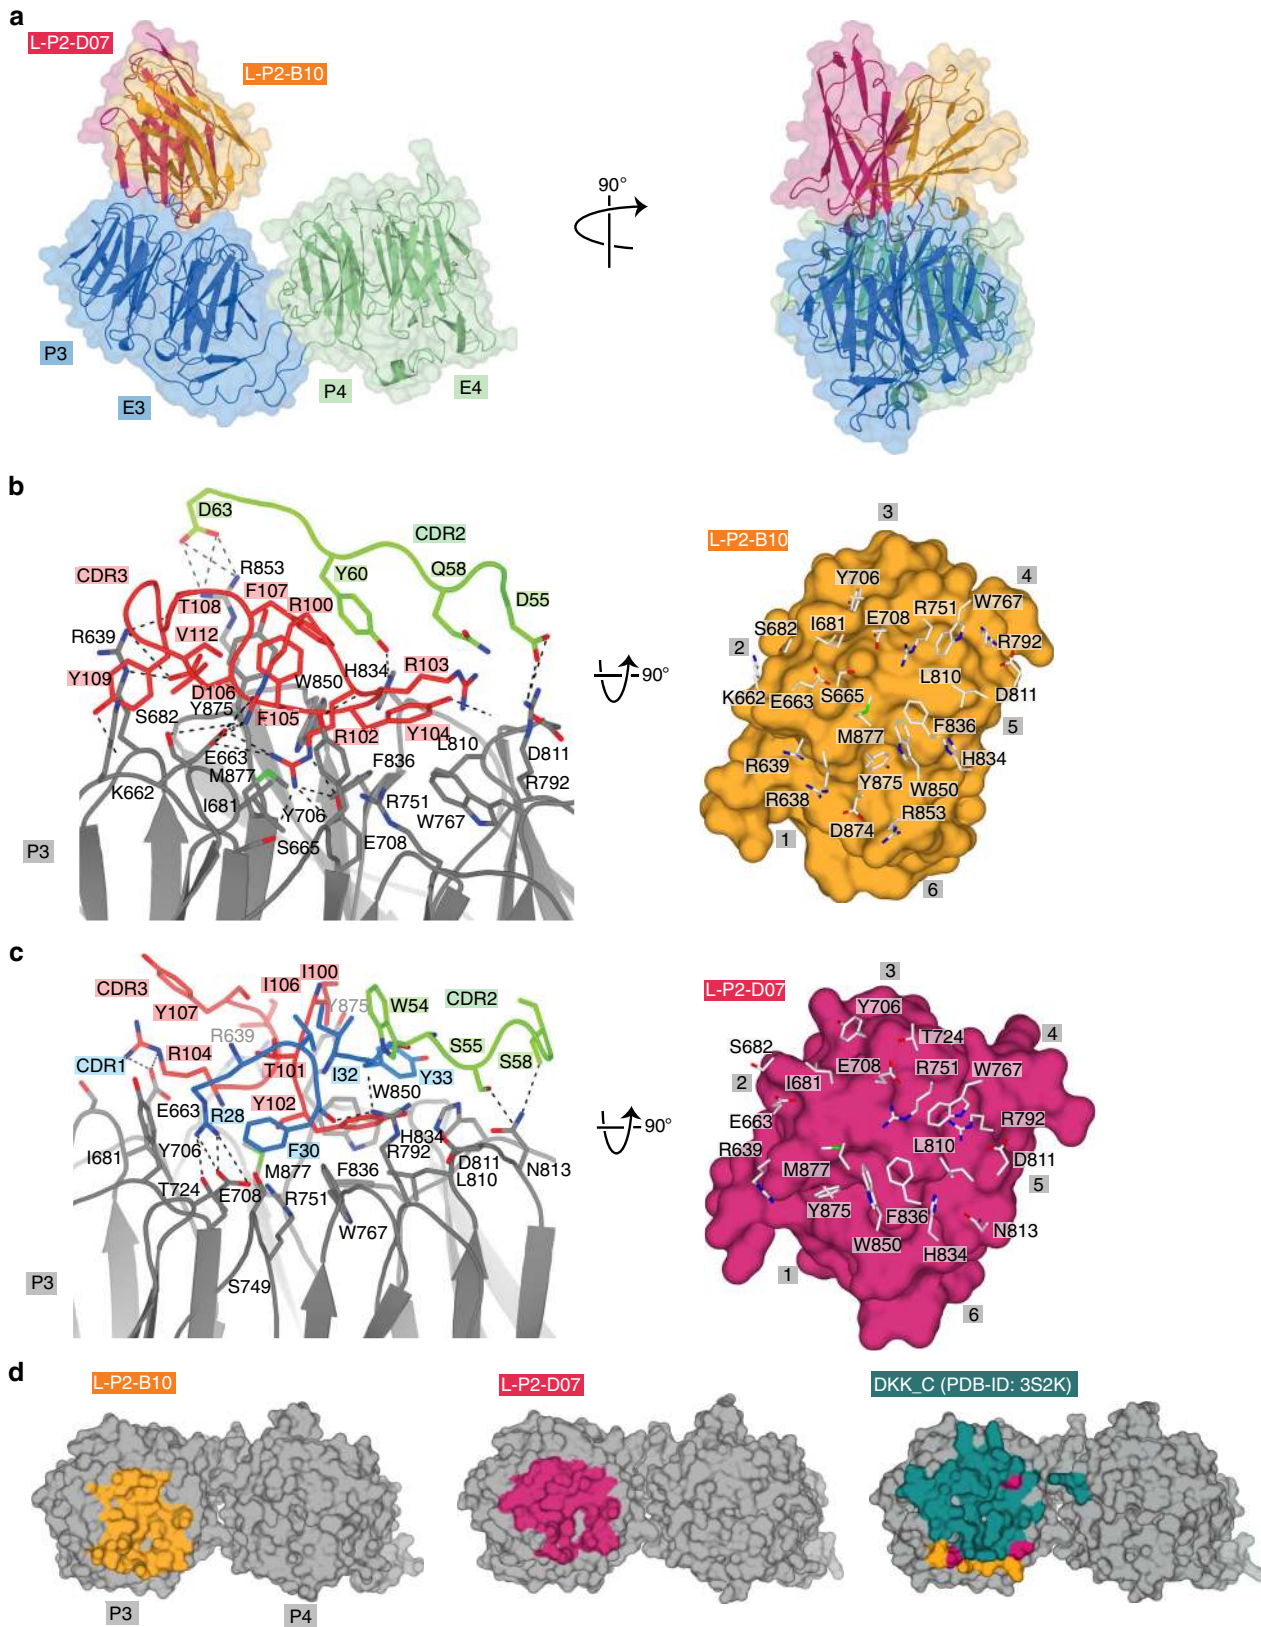 a
L-P2-D07
L-P2-B10
90°
P3
E3
P4
E4
b
D63
CDR2
CDR3
R853
F107
Y60
Q58
T108
R100
D55
R639
V112
H834
R103
Y109
D106
W850
S682
Y875
F105
R102
Y104
L810
E663
D811
M877
F836
K662
R792
I681
Y706
R751
W767
S665
E708
P3
90°
L-P2-B10
3
4
Y706
R751
W767
S682
I681
E708
R792
2
L810
K662
E663
S665
D811
M877
F836
5
R639
H834
Y875
W850
R638
R853
D874
1
6
c
CDR3
I106
I100
Y875
W54
CDR2
Y107
R639
S55
CDR1
R104
T101
I32
Y33
S58
E663
R28
Y102
W850
Y706
F30
H834
I681
M877
F836
R792
D811
N813
T724
E708
R751
L810
W767
S749
P3
90°
L-P2-D07
3
Y706
T724
4
S682
E708
R751
W767
2
I681
E663
R792
R639
L810
D811
M877
5
Y875
F836
N813
W850
H834
1
6
d
L-P2-B10
L-P2-D07
DKK_C (PDB-ID: 3S2K)
P3
P4